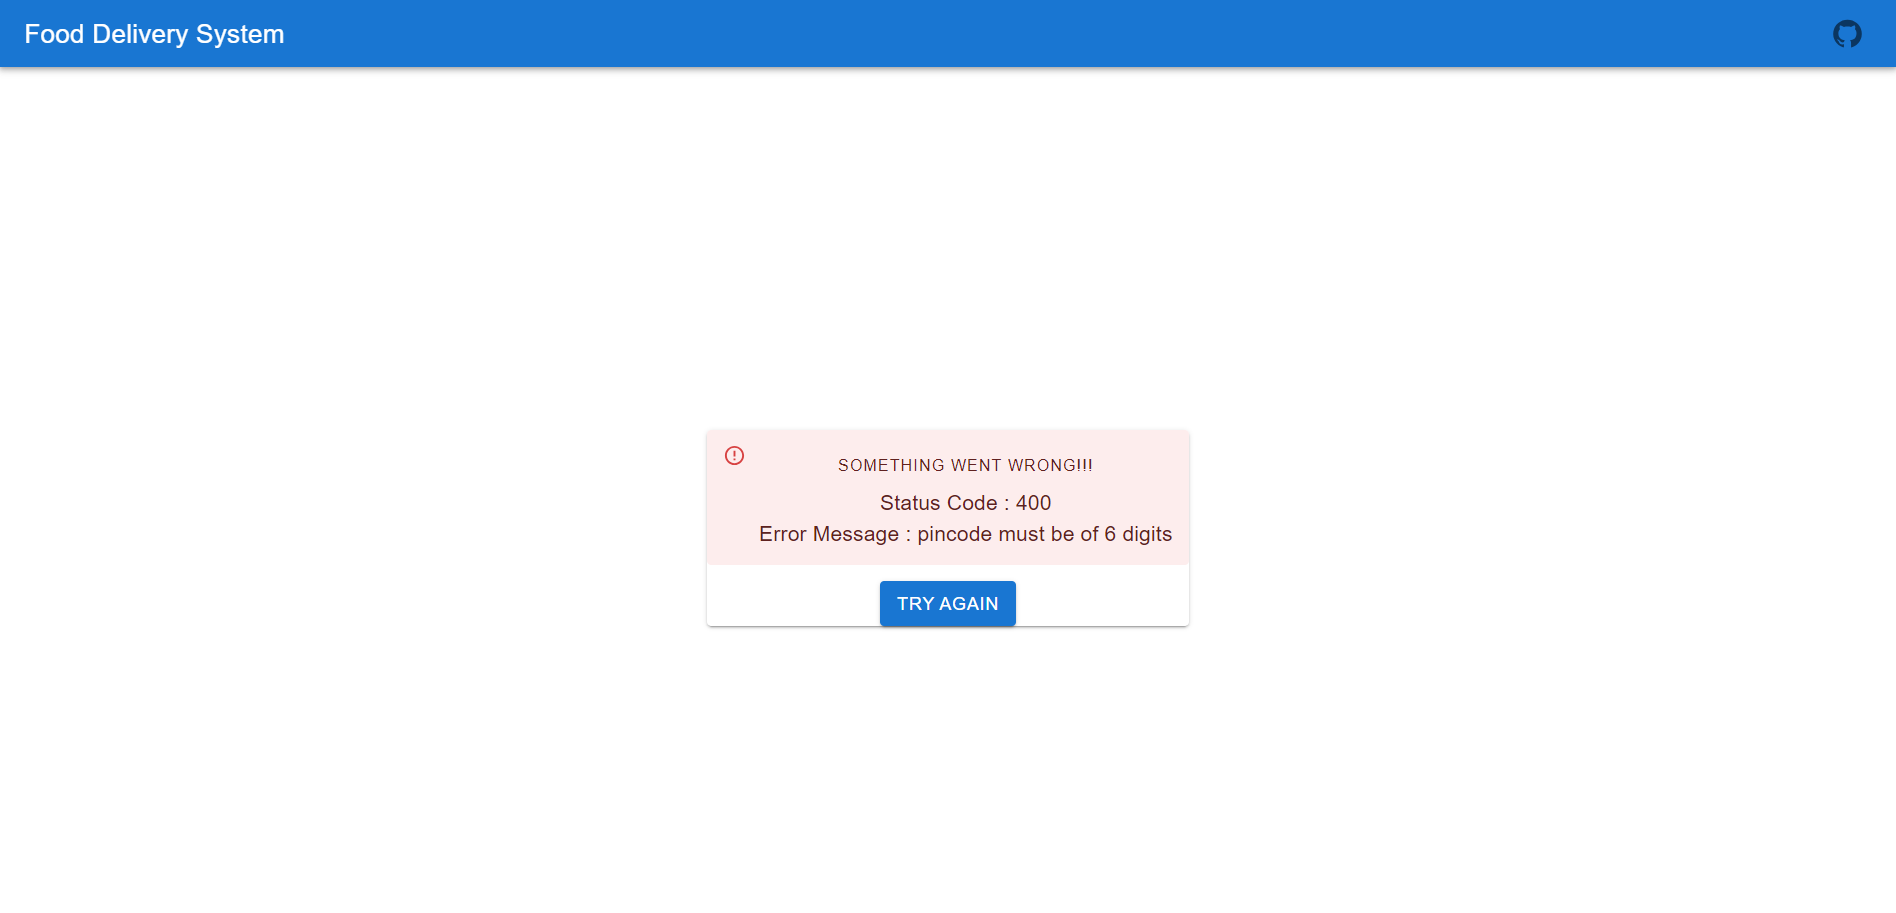 Food Delivery System
SOMETHING WENT WRONG!!!
Status Code : 400
Error Message : pincode must be of 6 digits
TRY AGAIN